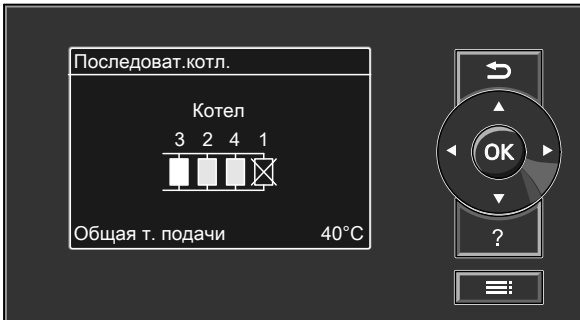 Последоват.котл.
Котел
3 2 4 1
Общая т. подачи 40°C
OK
?